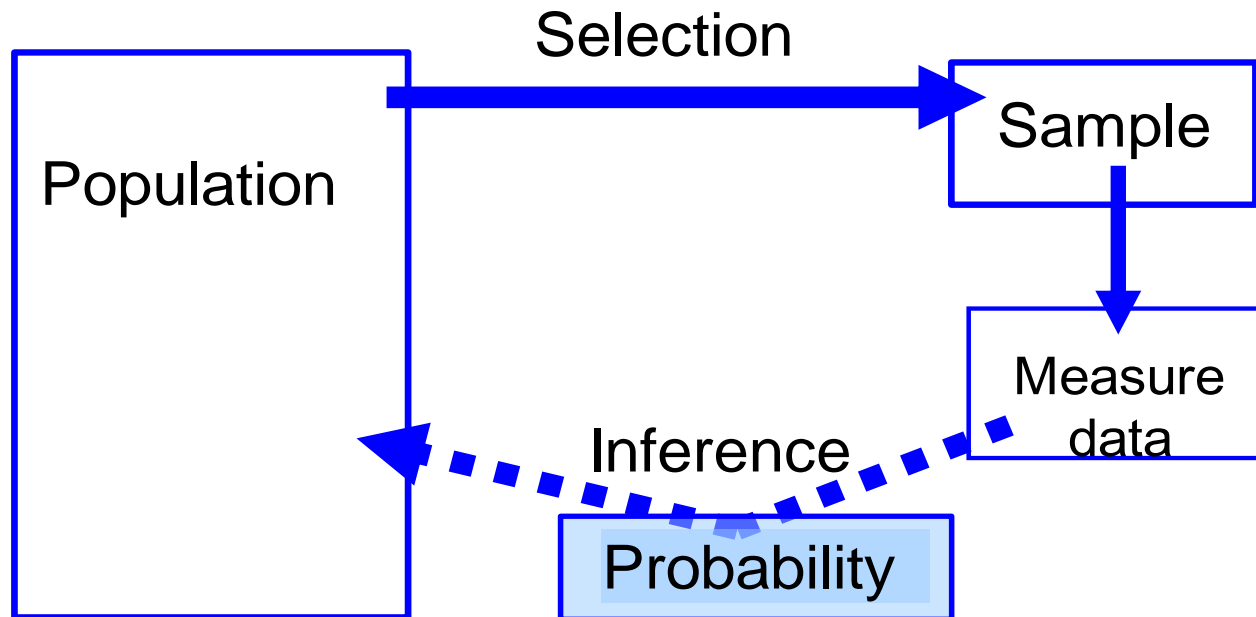 Selection
Population
Sample
Measure
data
Inference
Probability